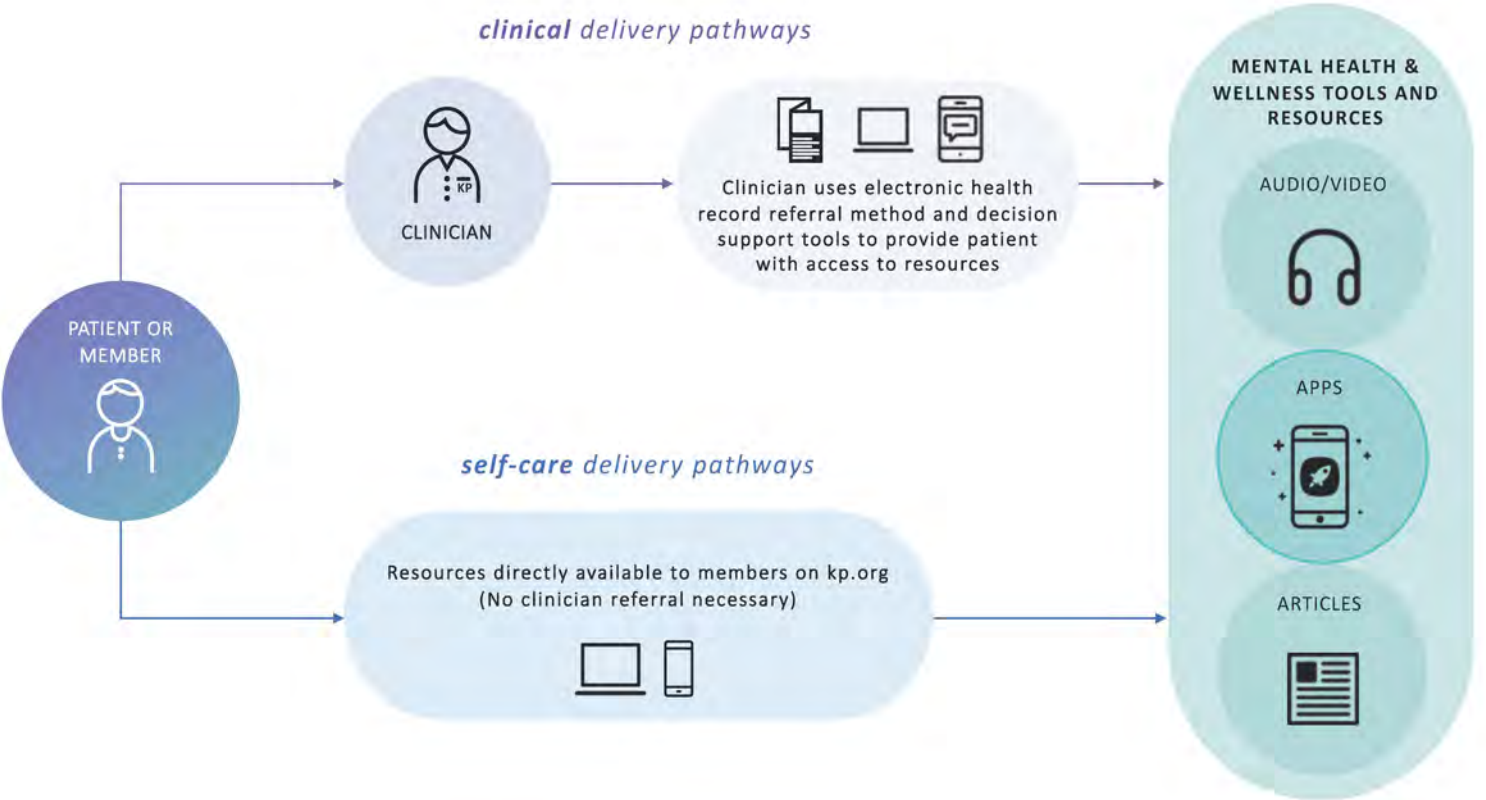 clinical delivery pathways
CLINICIAN
KP
Clinician uses electronic health
record referral method and decision
support tools to provide patient
with access to resources
PATIENT OR
MEMBER
self-care delivery pathways
Resources directly available to members on kp.org
(No clinician referral necessary)
MENTAL HEALTH &
WELLNESS TOOLS AND
RESOURCES
AUDIO/VIDEO
APPS
ARTICLES